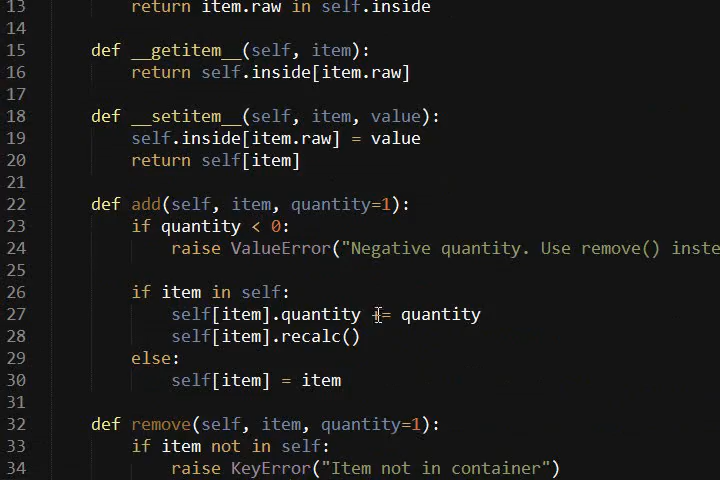 13 return item.raw in self.inside
14
15 def __getitem__(self, item):
16 return self.inside[item.raw]
17
18 def __setitem__(self, item, value):
19 self.inside[item.raw] = value
20 return self[item]
21
22 def add(self, item, quantity=1):
23 if quantity < 0:
24 raise ValueError("Negative quantity. Use remove() inste
25
26 if item in self:
27 self[item].quantity += quantity
28 self[item].recalc()
29 else:
30 self[item] = item
31
32 def remove(self, item, quantity=1):
33 if item not in self:
34 raise KeyError("Item not in container")